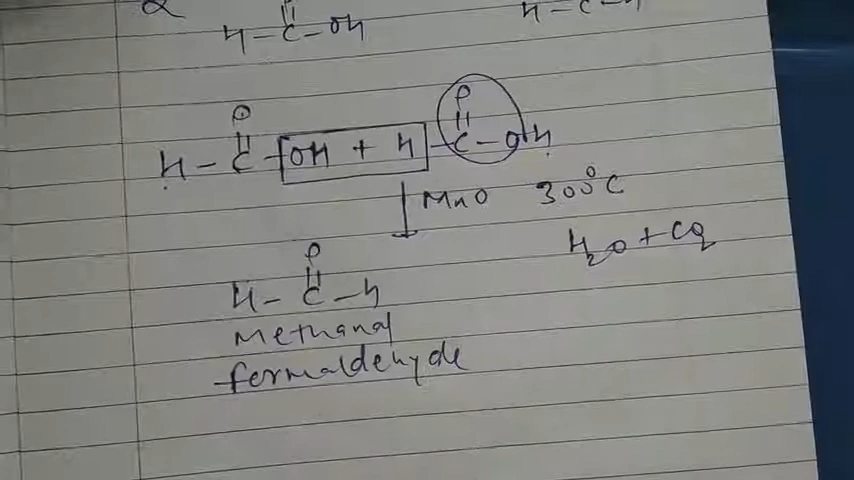 H-C-OH H-C-H
O O
H-C-OH + H-C-OH
MnO 300°C
H2O + CO2
O
H-C-H
Methanal
formaldehyde